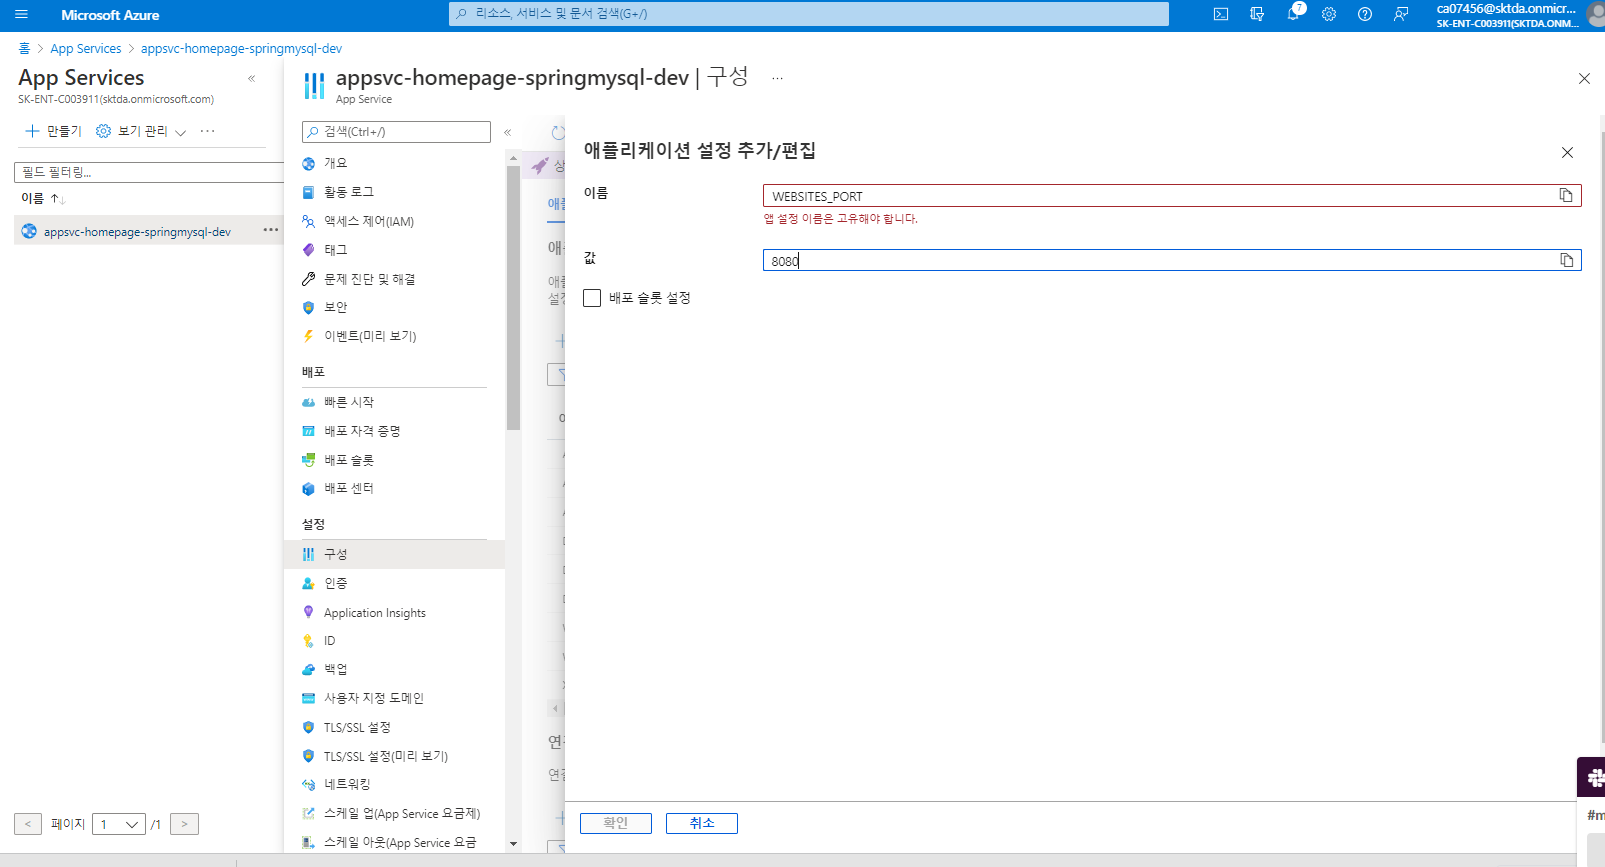 Microsoft Azure
리소스, 서비스 및 문서 검색(G+/)
7
ca07456@sktda.onmicr...
SK-ENT-C003911(SKTDA.ONM...
홈 > App Services > appsvc-homepage-springmysql-dev
App Services
«
SK-ENT-C003911(sktda.onmicrosoft.com)
만들기
보기 관리
···
필드 필터링...
이름
appsvc-homepage-springmysql-dev
•••
<
페이지
1
/1
>
appsvc-homepage-springmysql-dev | 구성
···
App Service
검색(Ctrl+/)
«
개요
활동 로그
액세스 제어(IAM)
태그
문제 진단 및 해결
보안
이벤트(미리 보기)
배포
빠른 시작
배포 자격 증명
배포 슬롯
배포 센터
설정
구성
인증
Application Insights
ID
백업
사용자 지정 도메인
TLS/SSL 설정
TLS/SSL 설정(미리 보기)
네트워킹
스케일 업(App Service 요금제)
스케일 아웃(App Service 요금
애플리케이션 설정 추가/편집
이름
WEBSITES_PORT
앱 설정 이름은 고유해야 합니다.
값
8080
배포 슬롯 설정
확인
취소
#m